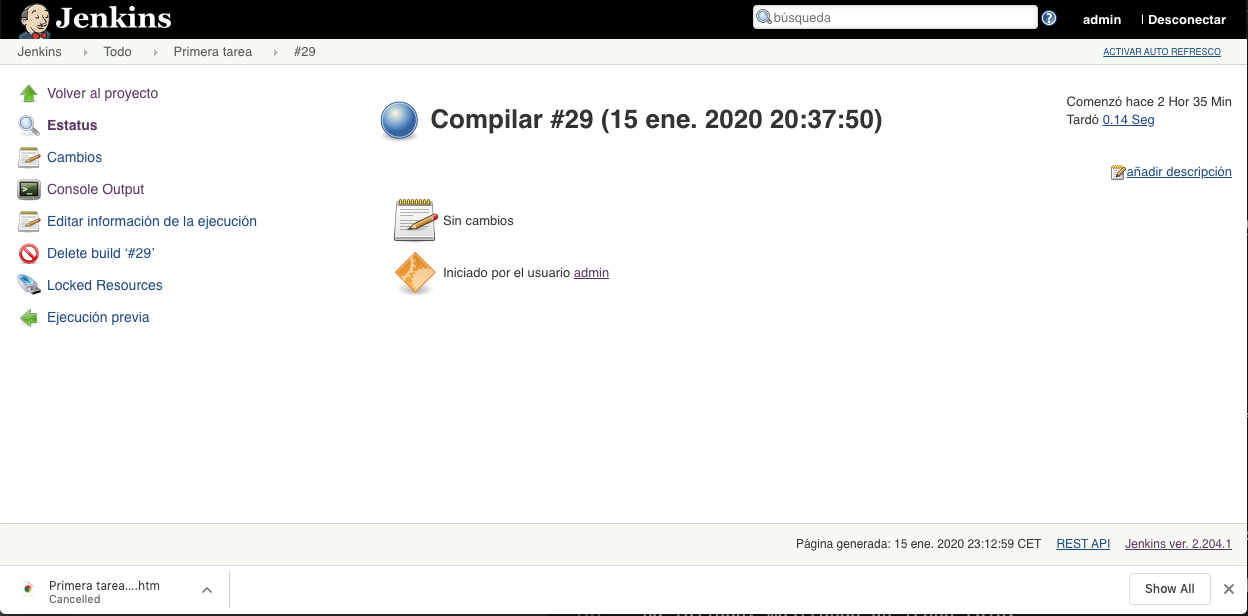 Jenkins
búsqueda
admin
| Desconectar
Jenkins
Todo
Primera tarea
#29
ACTIVAR AUTO REFRESCO
Volver al proyecto
Estatus
Cambios
Console Output
Editar información de la ejecución
Delete build ‘#29’
Locked Resources
Ejecución previa
Compilar #29 (15 ene. 2020 20:37:50)
Comenzó hace 2 Hor 35 Min
Tardó 0.14 Seg
añadir descripción
Sin cambios
Iniciado por el usuario admin
Página generada: 15 ene. 2020 23:12:59 CET
REST API
Jenkins ver. 2.204.1
Primera tarea....htm
Cancelled
Show All